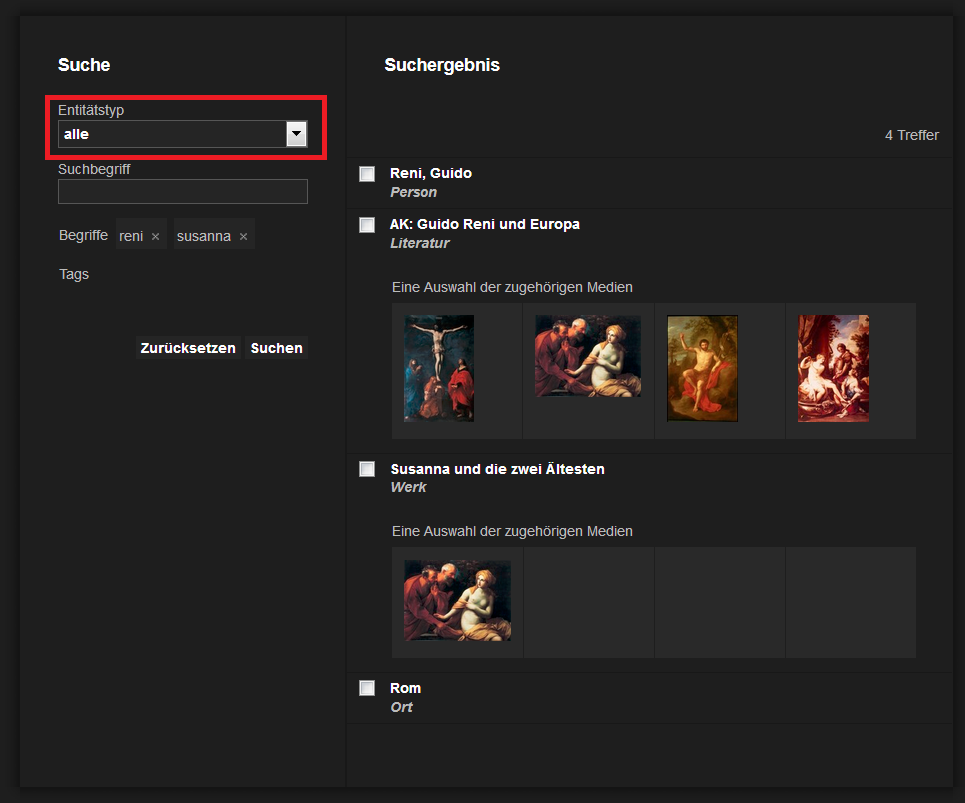 Suche
Entitätstyp
alle
Suchbegriff
Begriffe reni × susanna ×
Tags
Zurücksetzen Suchen
Suchergebnis
4 Treffer
Reni, Guido
Person
AK: Guido Reni und Europa
Literatur
Eine Auswahl der zugehörigen Medien
Susanna und die zwei Ältesten
Werk
Eine Auswahl der zugehörigen Medien
Rom
Ort